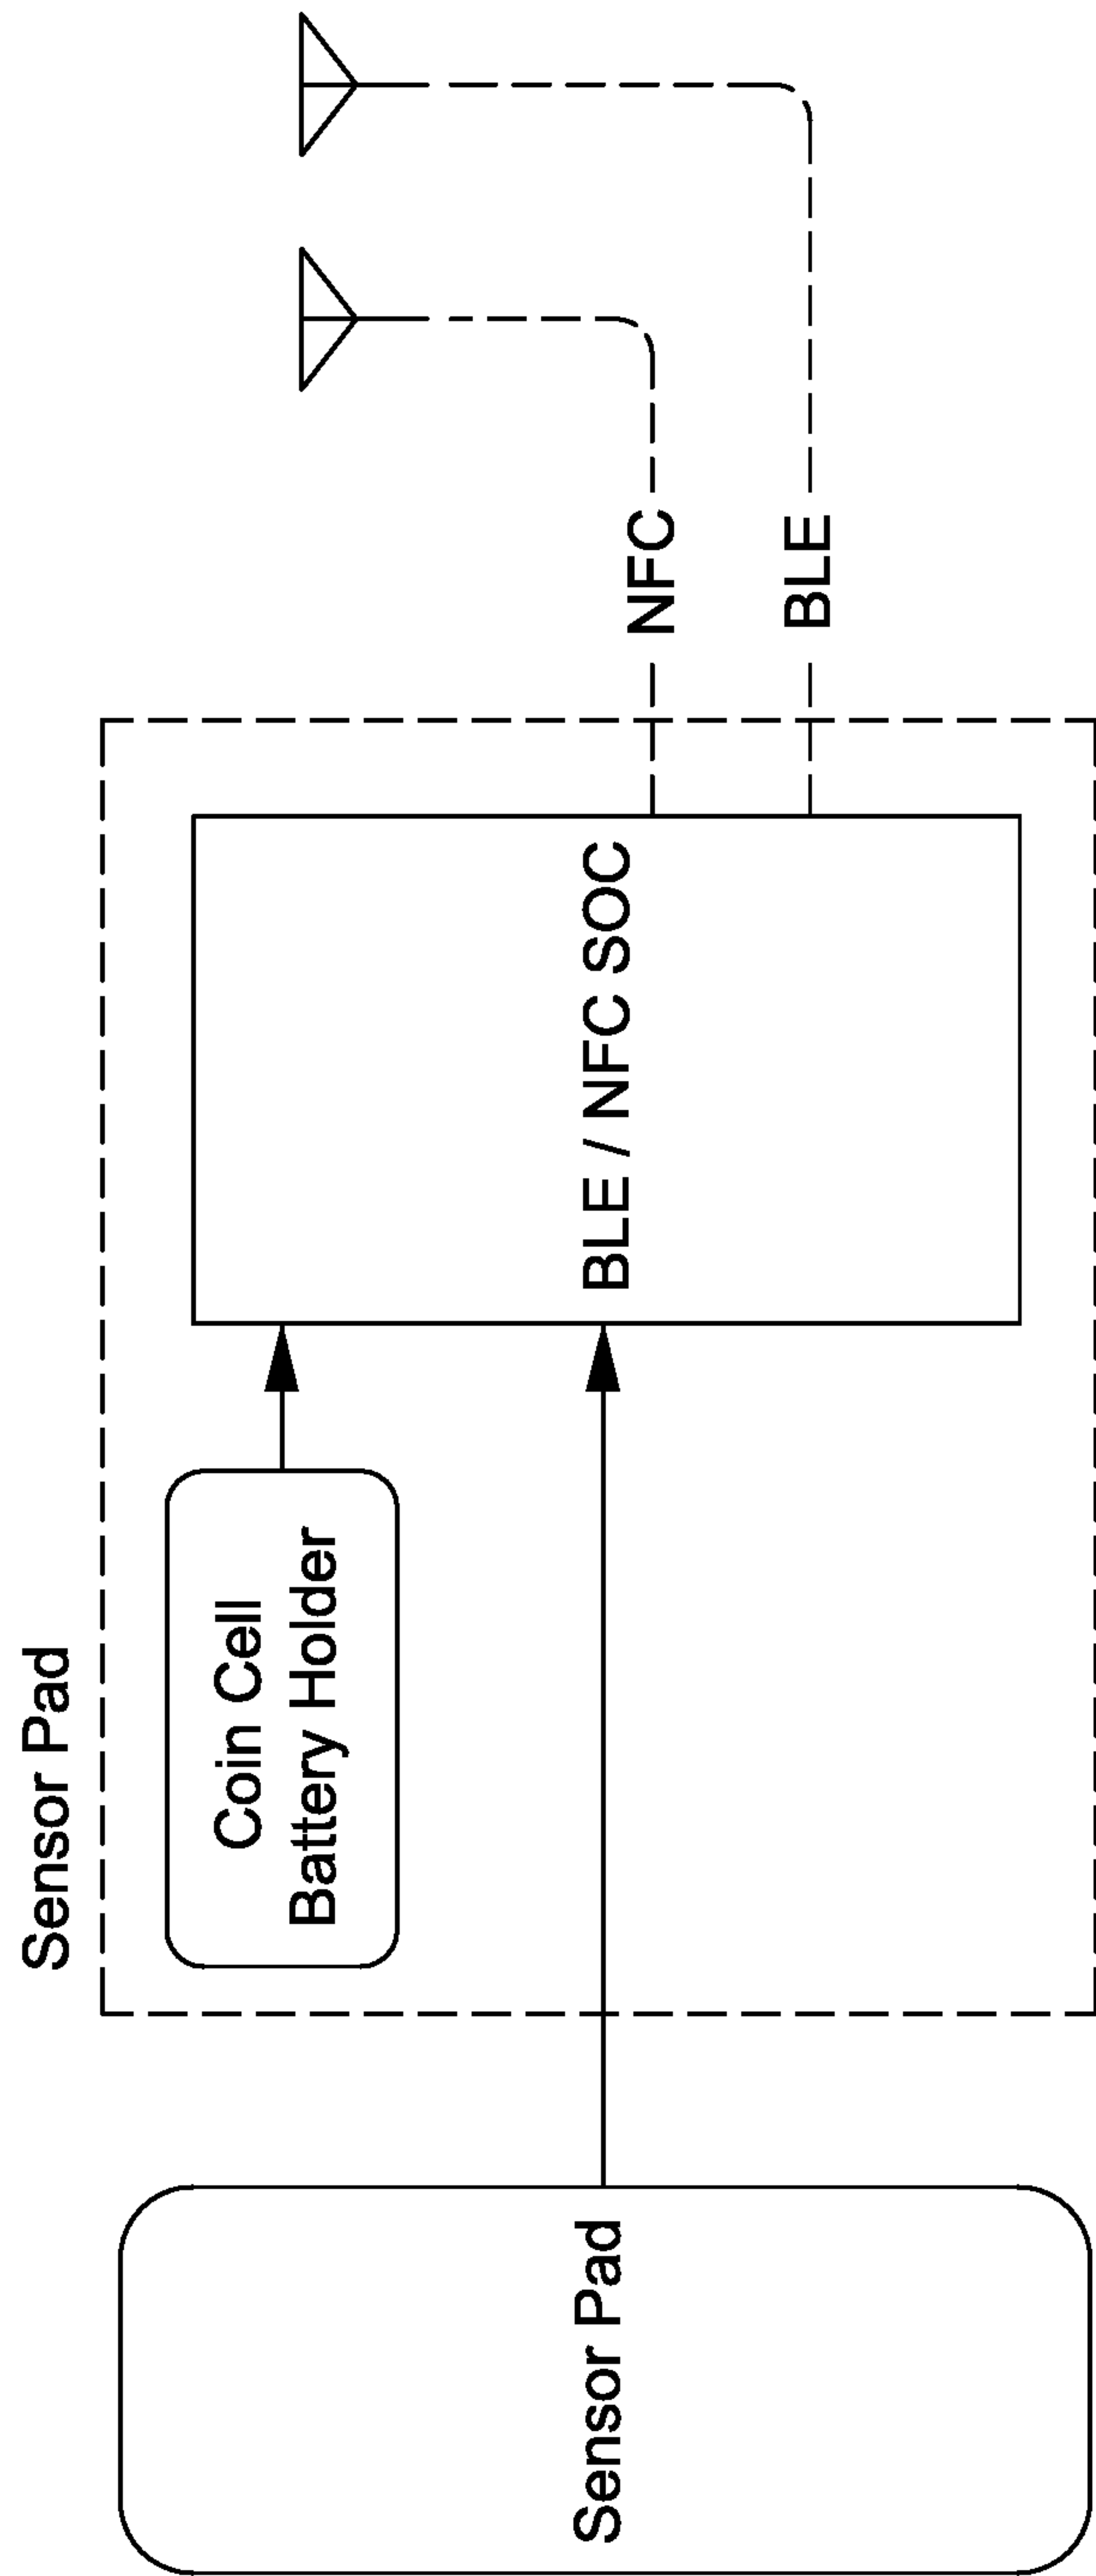 Sensor Pad
Sensor Pad
Coin Cell
Battery Holder
BLE / NFC SOC
NFC
BLE